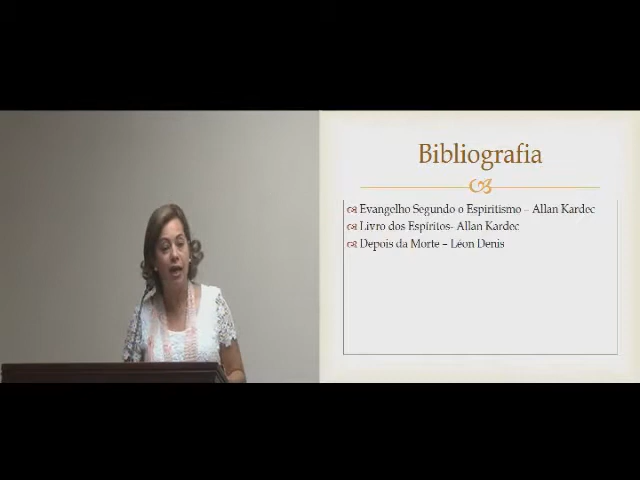 Bibliografia
Evangelho Segundo o Espiritismo – Allan Kardec
Livro dos Espíritos- Allan Kardec
Depois da Morte – Léon Denis